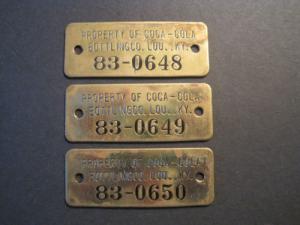 PROPERTY OF COCA-COLA
BOTTLINGCO. LOU., KY.
83-0648
PROPERTY OF COCA-COLA
BOTTLINGCO. LOU., KY.
83-0649
PROPERTY OF COCA-COLA
BOTTLINGCO. LOU., KY.
83-0650